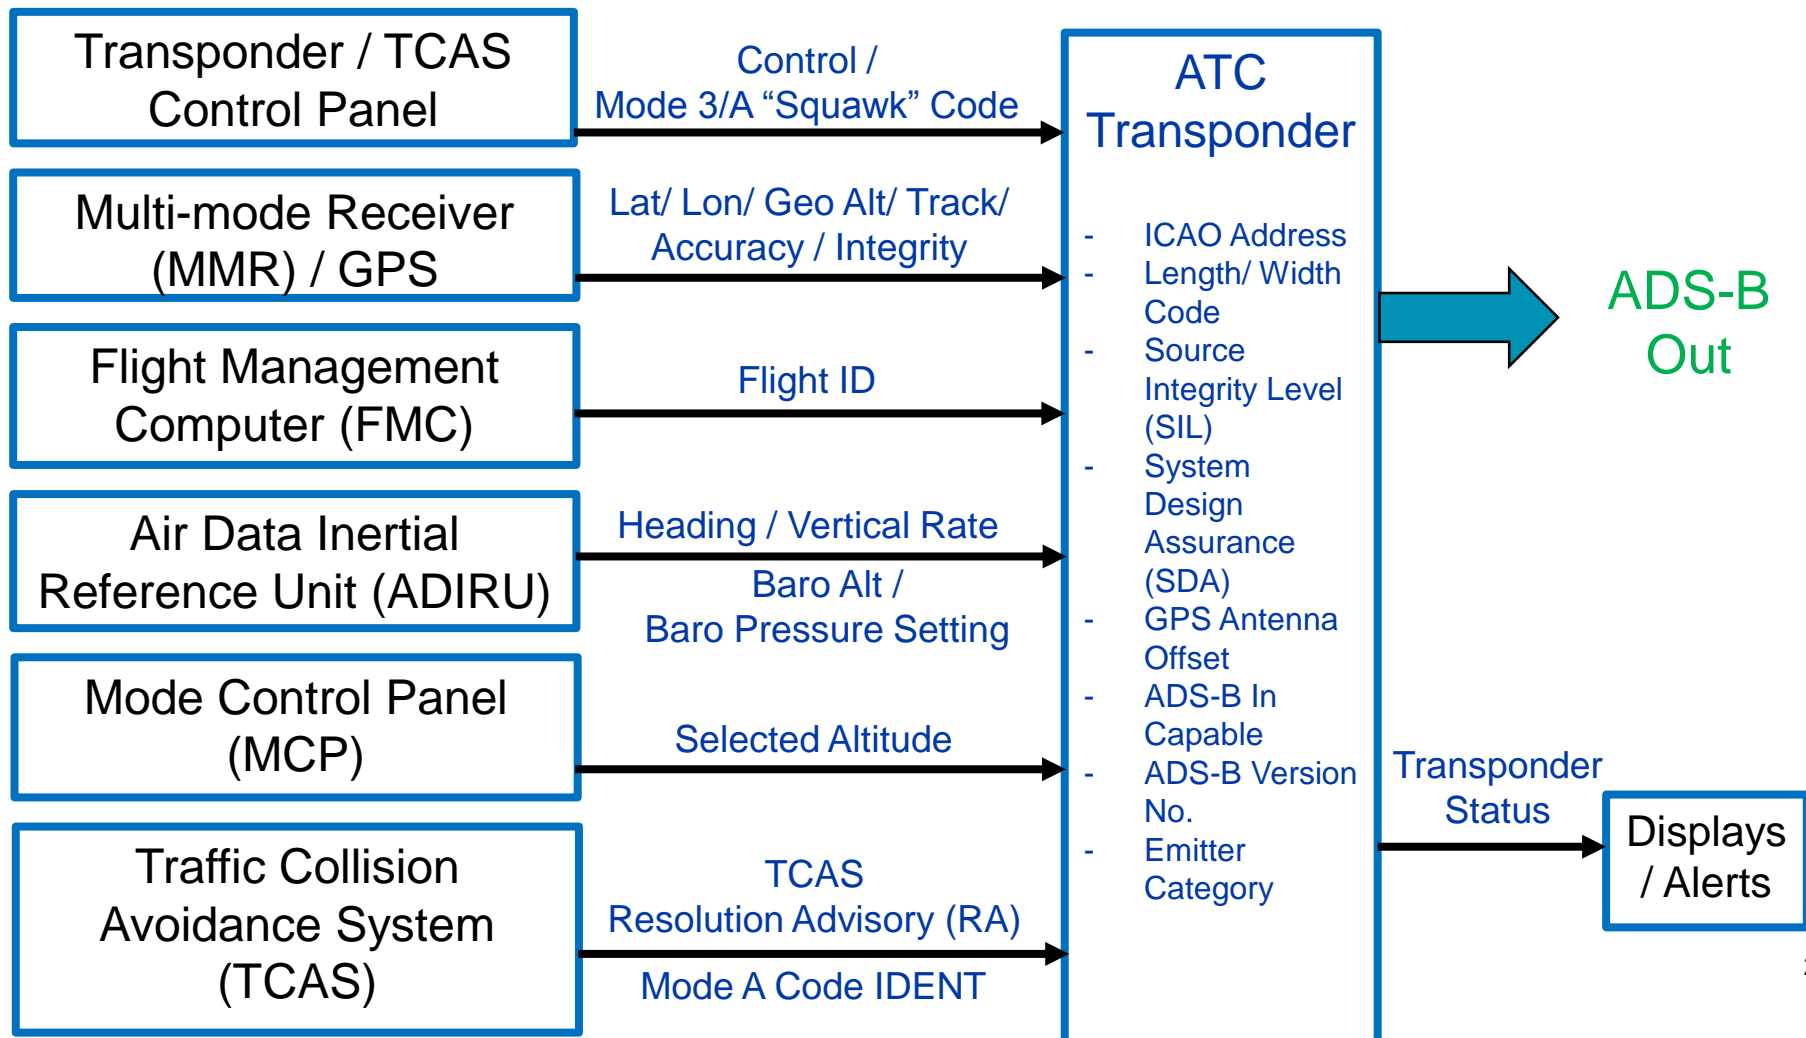 Transponder / TCAS
Control Panel
Control /
Mode 3/A “Squawk” Code
Multi-mode Receiver
(MMR) / GPS
Lat/ Lon/ Geo Alt/ Track/
Accuracy / Integrity
Flight Management
Computer (FMC)
Flight ID
Air Data Inertial
Reference Unit (ADIRU)
Heading / Vertical Rate
Baro Alt /
Baro Pressure Setting
Mode Control Panel
(MCP)
Selected Altitude
Traffic Collision
Avoidance System
(TCAS)
TCAS
Resolution Advisory (RA)
Mode A Code IDENT
ATC
Transponder
- ICAO Address
- Length/ Width
Code
- Source
Integrity Level
(SIL)
- System
Design
Assurance
(SDA)
- GPS Antenna
Offset
- ADS-B In
Capable
- ADS-B Version
No.
- Emitter
Category
ADS-B
Out
Transponder
Status
Displays
/ Alerts